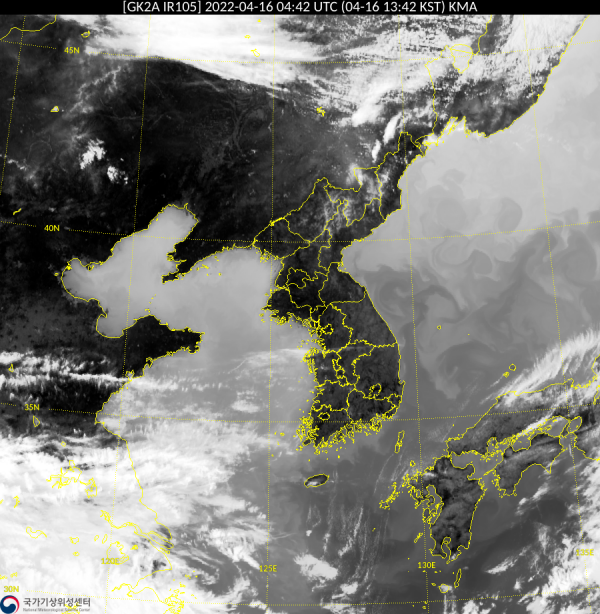 [GK2A IR105] 2022-04-16 04:42 UTC (04-16 13:42 KST) KMA
45N
40N
35N
120E
125E
130E
135E
30N
국가기상위성센터
National Meteorological Satellite Center